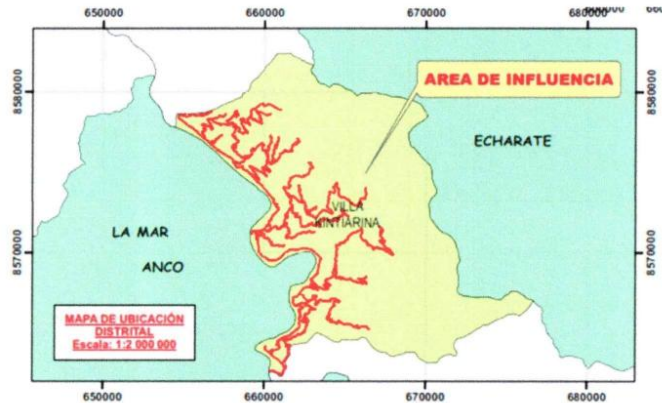 650000 660000 670000 680000
8580000 8580000
AREA DE INFLUENCIA
ECHARATE
VILLA
KINTIARINA
LA MAR
ANCO
8570000 8570000
MAPA DE UBICACIÓN
DISTRITAL
Escala: 1:2 000 000
650000 660000 670000 680000